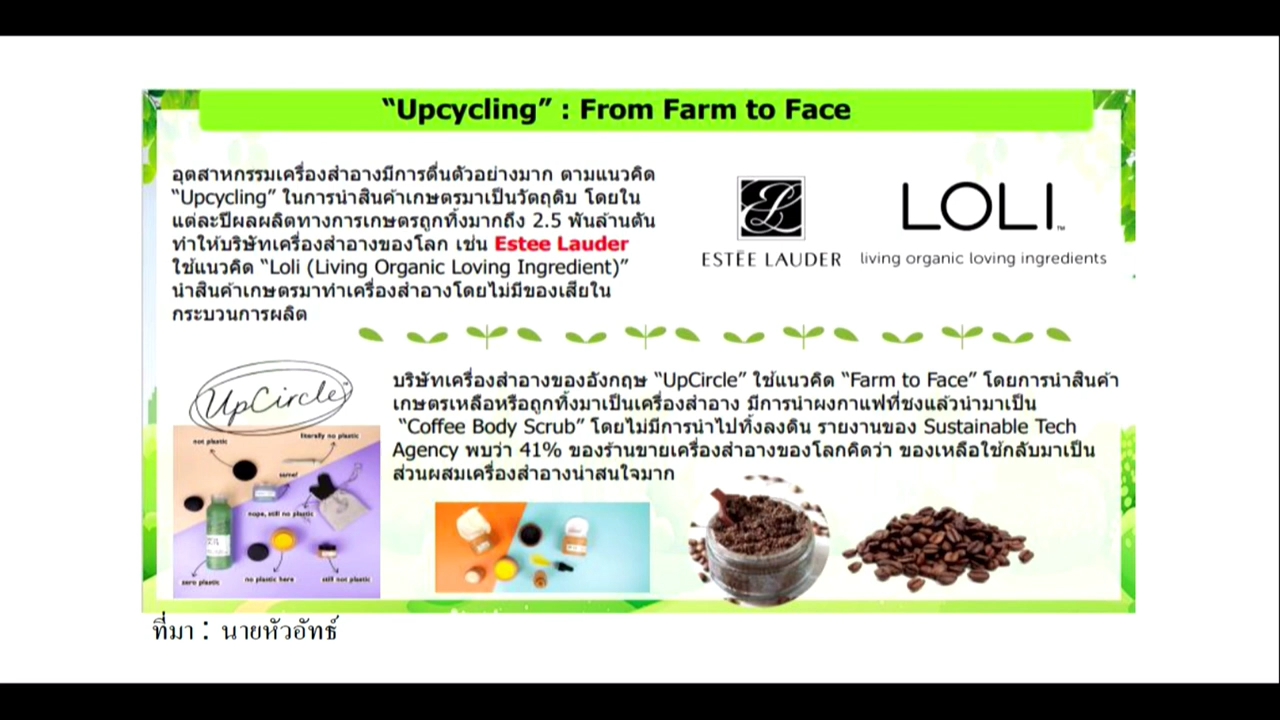 “Upcycling” : From Farm to Face
อุตสาหกรรมเครื่องสำอางมีการตื่นตัวอย่างมาก ตามแนวคิด
“Upcycling” ในการนำสินค้าเกษตรมาเป็นวัตถุดิบ โดยใน
แต่ละปีผลผลิตทางการเกษตรถูกทิ้งมากถึง 2.5 พันล้านตัน
ทำให้บริษัทเครื่องสำอางของโลก เช่น Estee Lauder
ใช้แนวคิด “Loli (Living Organic Loving Ingredient)”
นำสินค้าเกษตรมาทำเครื่องสำอางโดยไม่มีของเสียใน
กระบวนการผลิต
ESTĒE LAUDER
LOLI™
living organic loving ingredients
UpCircle
บริษัทเครื่องสำอางของอังกฤษ “UpCircle” ใช้แนวคิด “Farm to Face” โดยการนำสินค้า
เกษตรเหลือหรือถูกทิ้งมาเป็นเครื่องสำอาง มีการนำผงกาแฟที่ชงแล้วนำมาเป็น
“Coffee Body Scrub” โดยไม่มีการนำไปทิ้งลงดิน รายงานของ Sustainable Tech
Agency พบว่า 41% ของร้านขายเครื่องสำอางของโลกคิดว่า ของเหลือใช้กลับมาเป็น
ส่วนผสมเครื่องสำอางน่าสนใจมาก
not plastic
literally no plastic
same!
nope, still no plastic
zero plastic
no plastic here
still not plastic
ที่มา : นายหัวอัทธ์